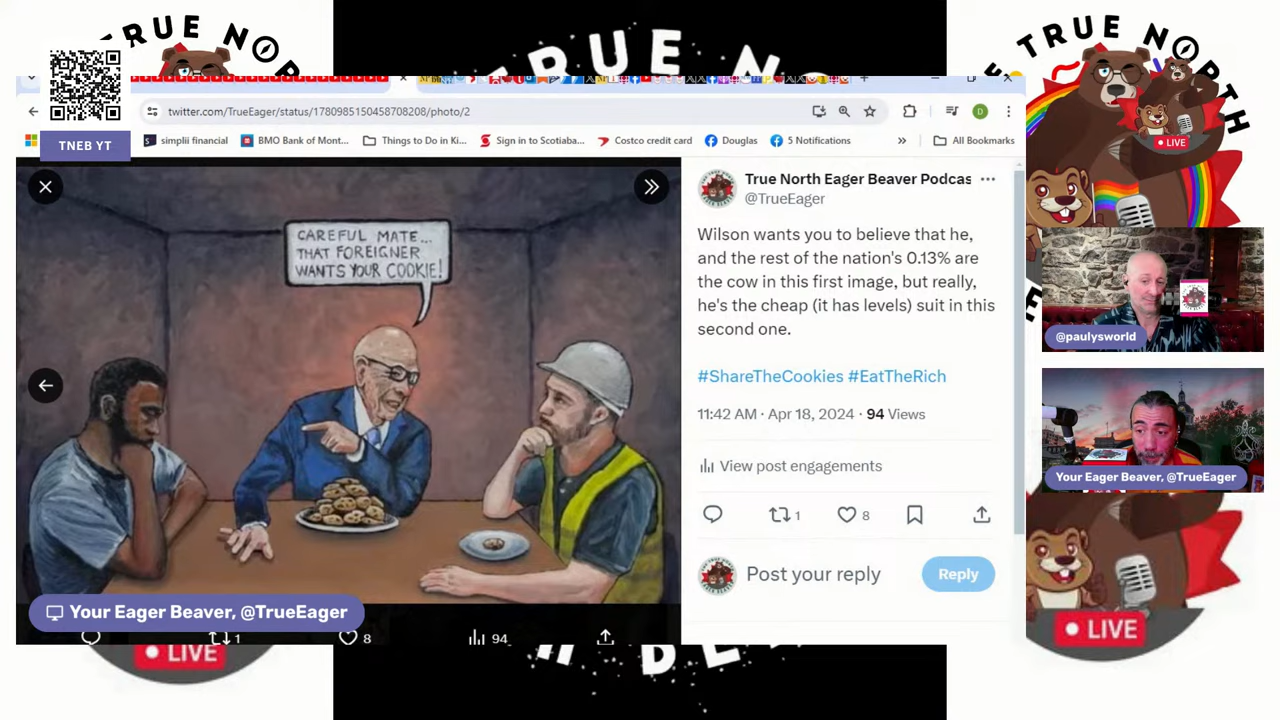 TRUE NO
TRUE N
TRUE NORTH
TNEB YT
twitter.com/TrueEager/status/1780985150458708208/photo/2
D
simplii financial
BMO Bank of Mont...
Things to Do in Ki...
Sign in to Scotiaba...
Costco credit card
Douglas
5 Notifications
»
All Bookmarks
LIVE
CAREFUL MATE...
THAT FOREIGNER
WANTS YOUR COOKIE!
True North Eager Beaver Podcas
@TrueEager
Wilson wants you to believe that he,
and the rest of the nation's 0.13% are
the cow in this first image, but really,
he's the cheap (it has levels) suit in this
second one.
#ShareTheCookies #EatTheRich
11:42 AM · Apr 18, 2024 · 94 Views
View post engagements
1
8
Post your reply
Reply
@paulysworld
Your Eager Beaver, @TrueEager
Your Eager Beaver, @TrueEager
1
8
94
LIVE
LIVE